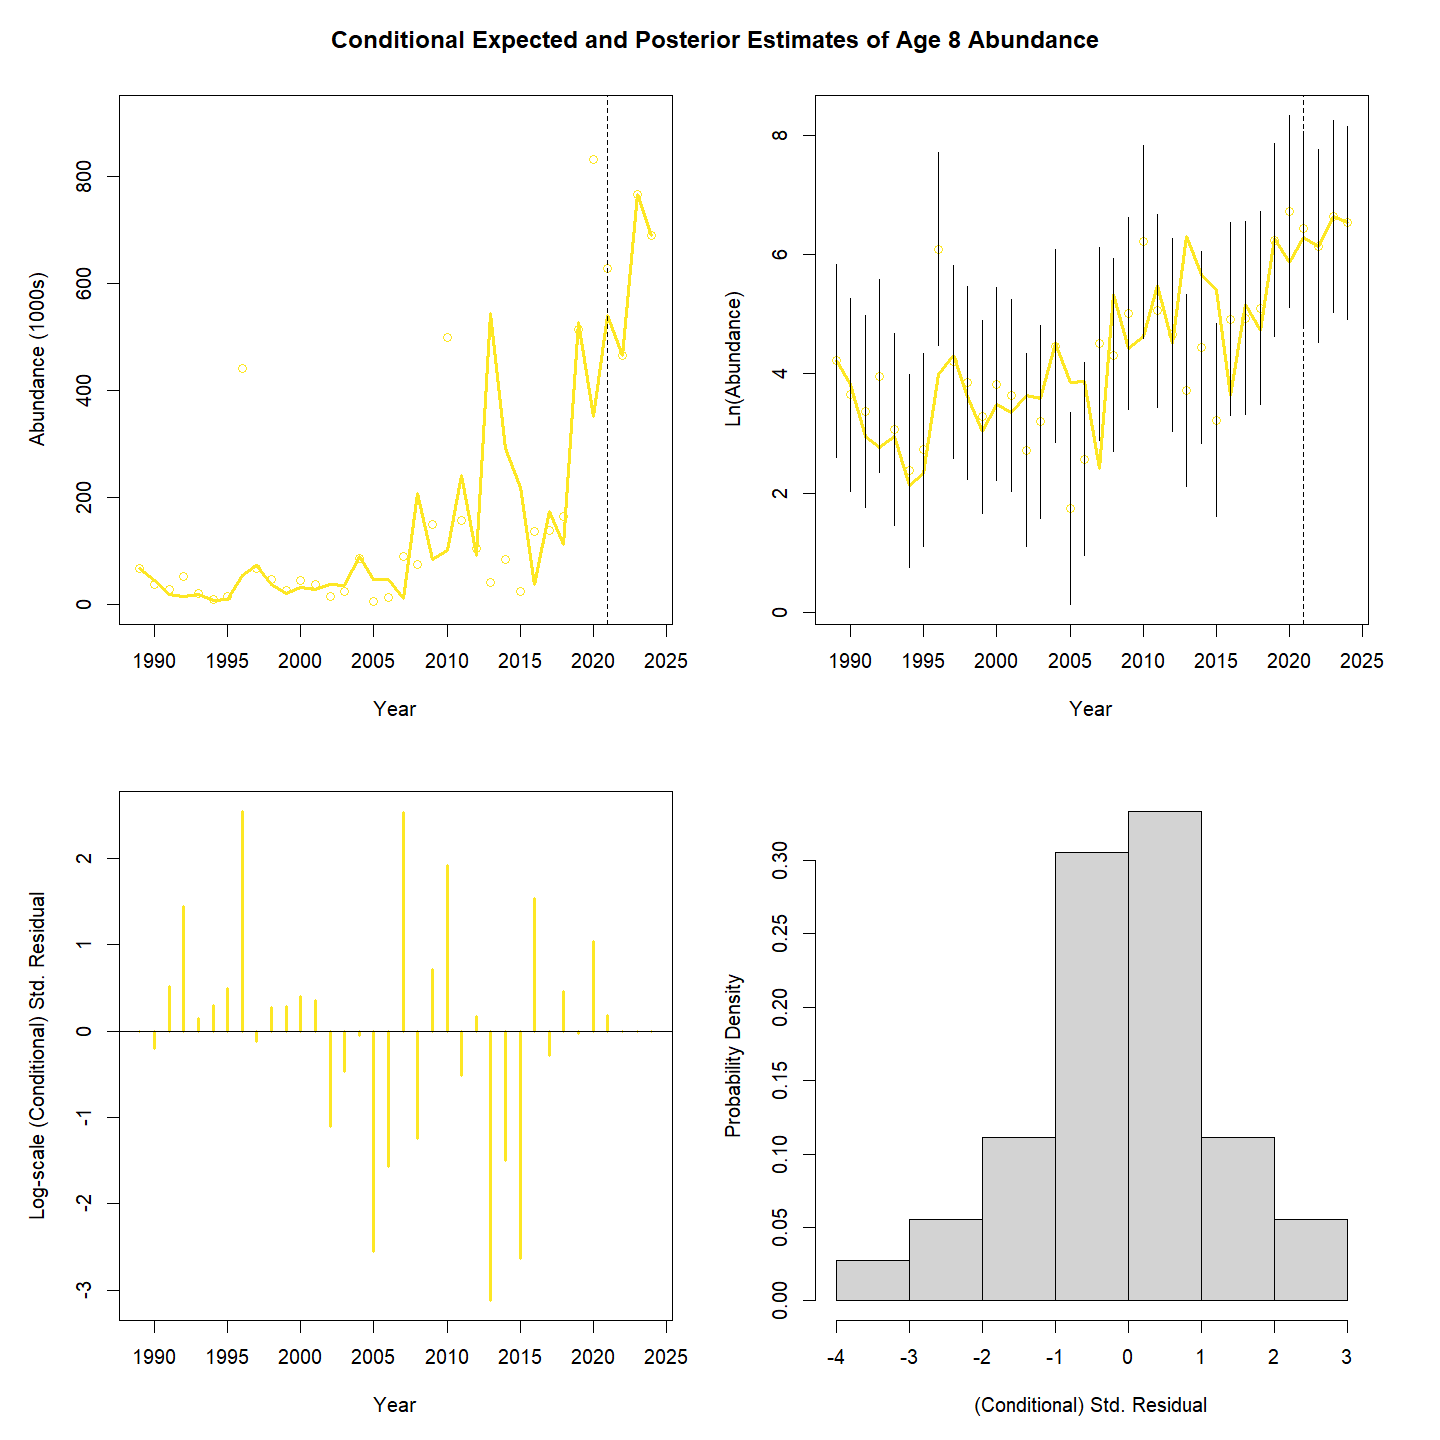 Conditional Expected and Posterior Estimates of Age 8 Abundance
Abundance (1000s)
0 200 400 600 800
1990 1995 2000 2005 2010 2015 2020 2025
Year
Ln(Abundance)
0 2 4 6 8
1990 1995 2000 2005 2010 2015 2020 2025
Year
Log-scale (Conditional) Std. Residual
-3 -2 -1 0 1 2
1990 1995 2000 2005 2010 2015 2020 2025
Year
Probability Density
0.00 0.05 0.10 0.15 0.20 0.25 0.30
-4 -3 -2 -1 0 1 2 3
(Conditional) Std. Residual